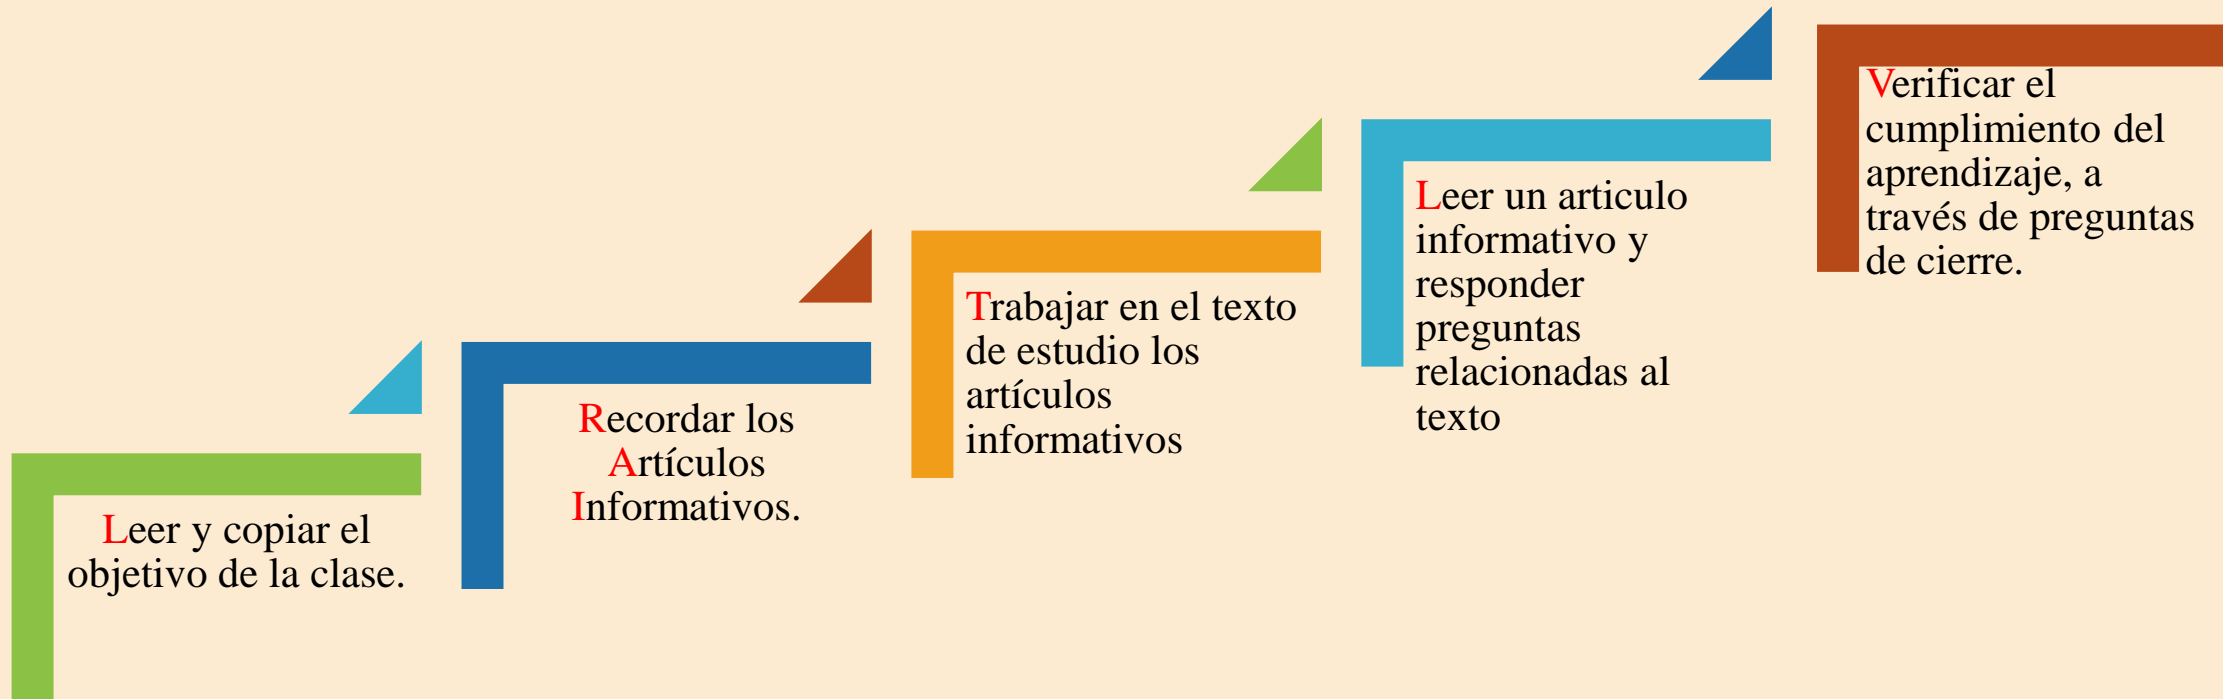 Leer y copiar el
objetivo de la clase.
Recordar los
Artículos
Informativos.
Trabajar en el texto
de estudio los
artículos
informativos
Leer un articulo
informativo y
responder
preguntas
relacionadas al
texto
Verificar el
cumplimiento del
aprendizaje, a
través de preguntas
de cierre.